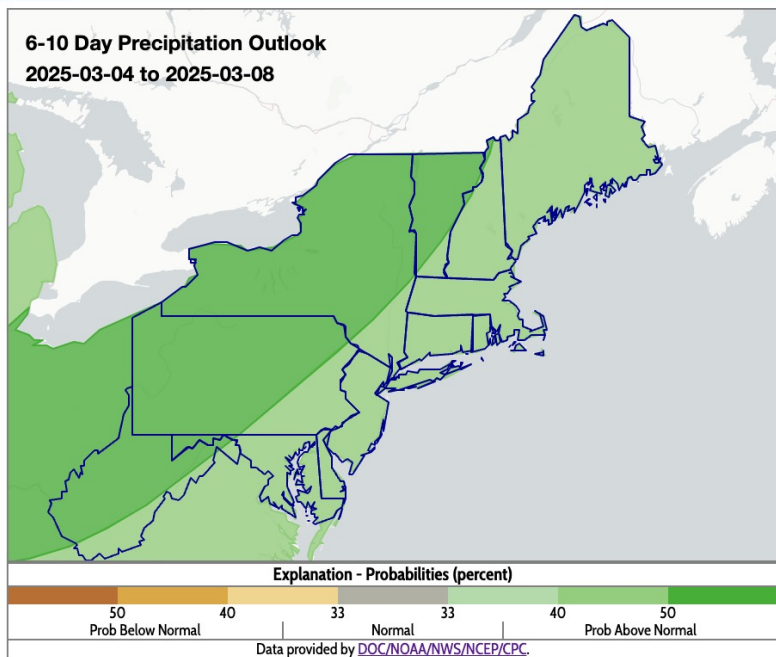 6-10 Day Precipitation Outlook
2025-03-04 to 2025-03-08
Explanation - Probabilities (percent)
50 40 33 33 40 50
Prob Below Normal Normal Prob Above Normal
Data provided by DOC/NOAA/NWS/NCEP/CPC.